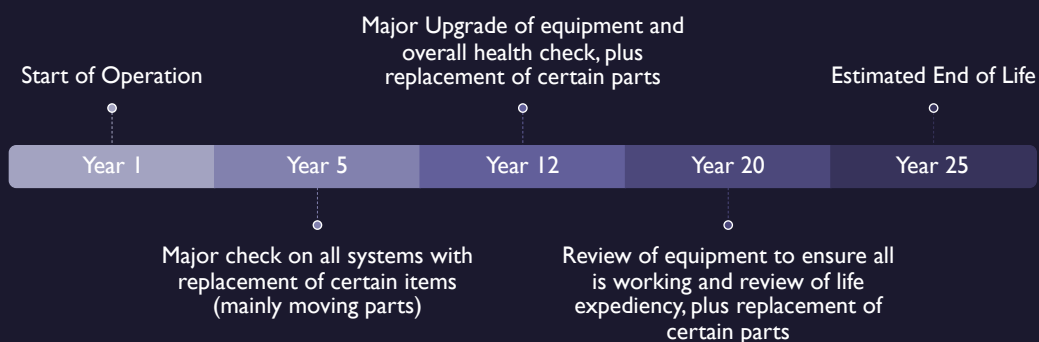 Major Upgrade of equipment and
overall health check, plus
replacement of certain parts
Start of Operation
Estimated End of Life
Year 1
Year 5
Year 12
Year 20
Year 25
Major check on all systems with
replacement of certain items
(mainly moving parts)
Review of equipment to ensure all
is working and review of life
expediency, plus replacement of
certain parts